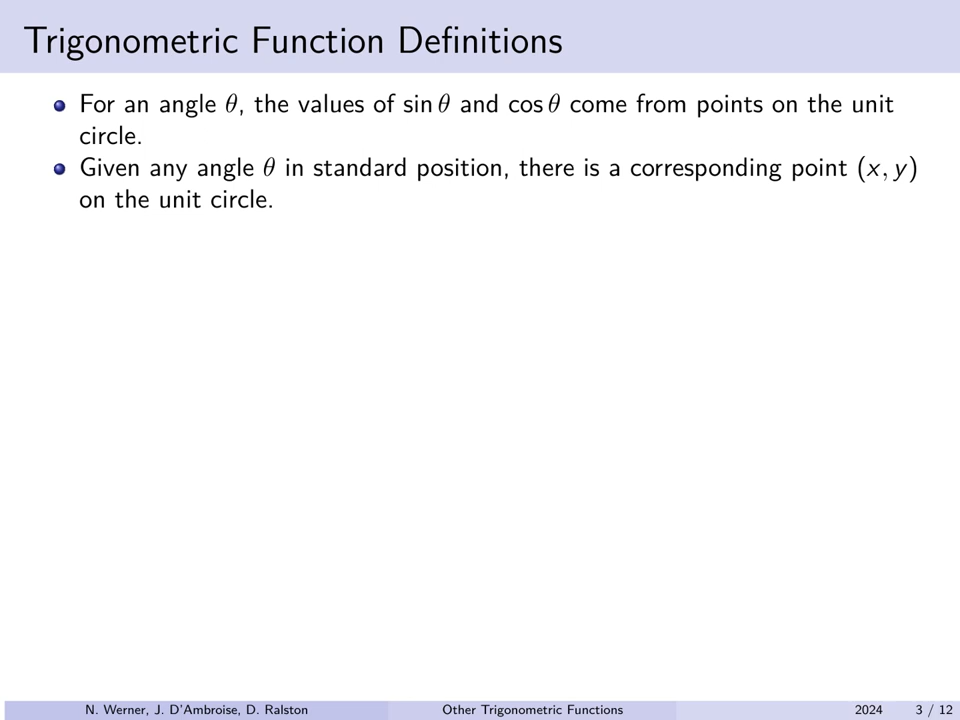 Trigonometric Function Definitions
For an angle θ, the values of sin θ and cos θ come from points on the unit
circle.
Given any angle θ in standard position, there is a corresponding point (x, y)
on the unit circle.
N. Werner, J. D'Ambroise, D. Ralston Other Trigonometric Functions 2024 3 / 12